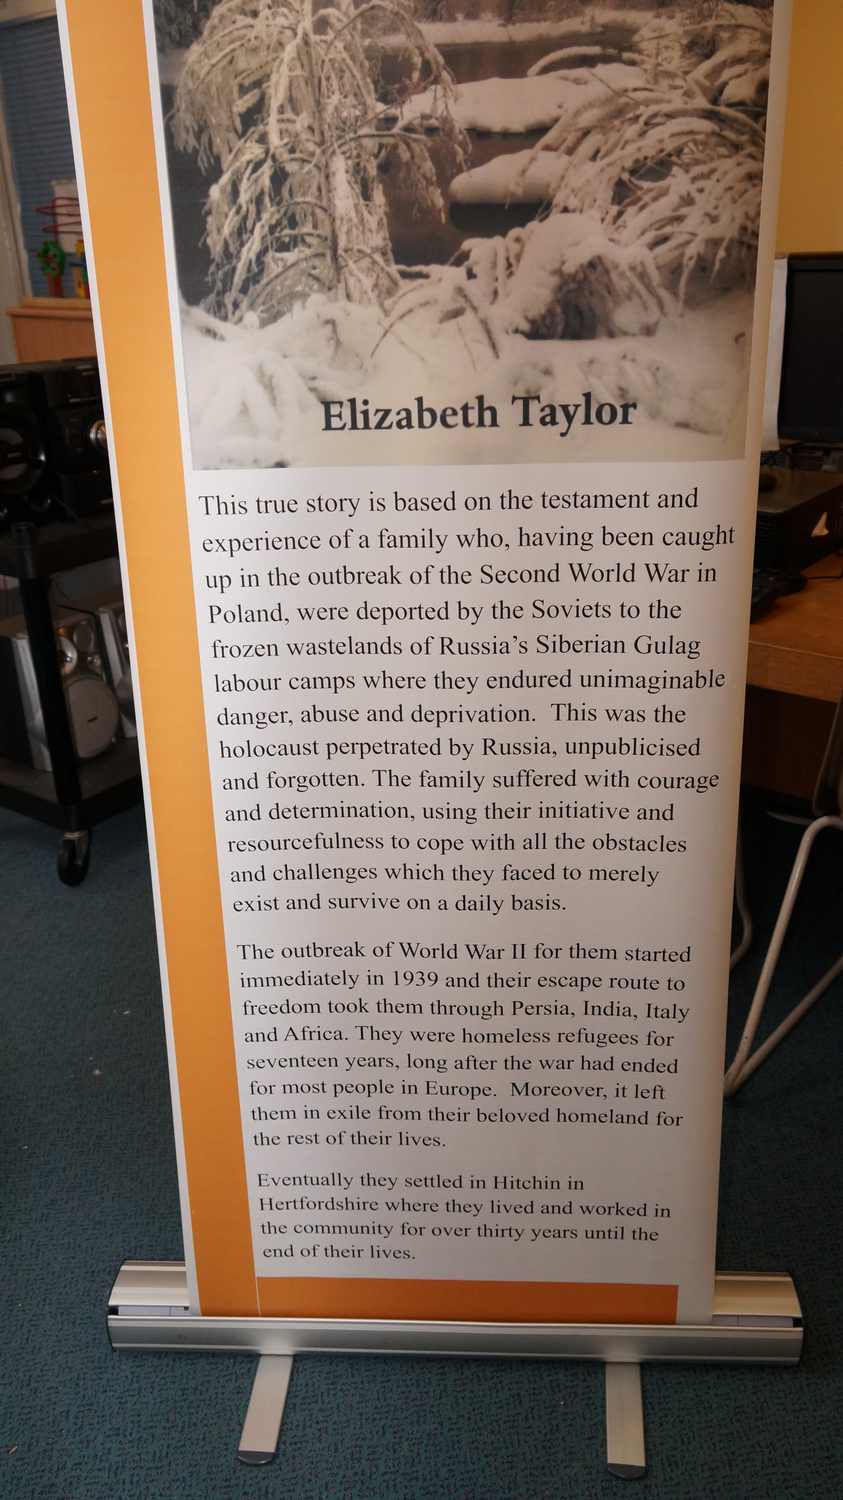 Elizabeth Taylor
This true story is based on the testament and
experience of a family who, having been caught
up in the outbreak of the Second World War in
Poland, were deported by the Soviets to the
frozen wastelands of Russia’s Siberian Gulag
labour camps where they endured unimaginable
danger, abuse and deprivation.  This was the
holocaust perpetrated by Russia, unpublicised
and forgotten. The family suffered with courage
and determination, using their initiative and
resourcefulness to cope with all the obstacles
and challenges which they faced to merely
exist and survive on a daily basis.
The outbreak of World War II for them started
immediately in 1939 and their escape route to
freedom took them through Persia, India, Italy
and Africa. They were homeless refugees for
seventeen years, long after the war had ended
for most people in Europe.  Moreover, it left
them in exile from their beloved homeland for
the rest of their lives.
Eventually they settled in Hitchin in
Hertfordshire where they lived and worked in
the community for over thirty years until the
end of their lives.